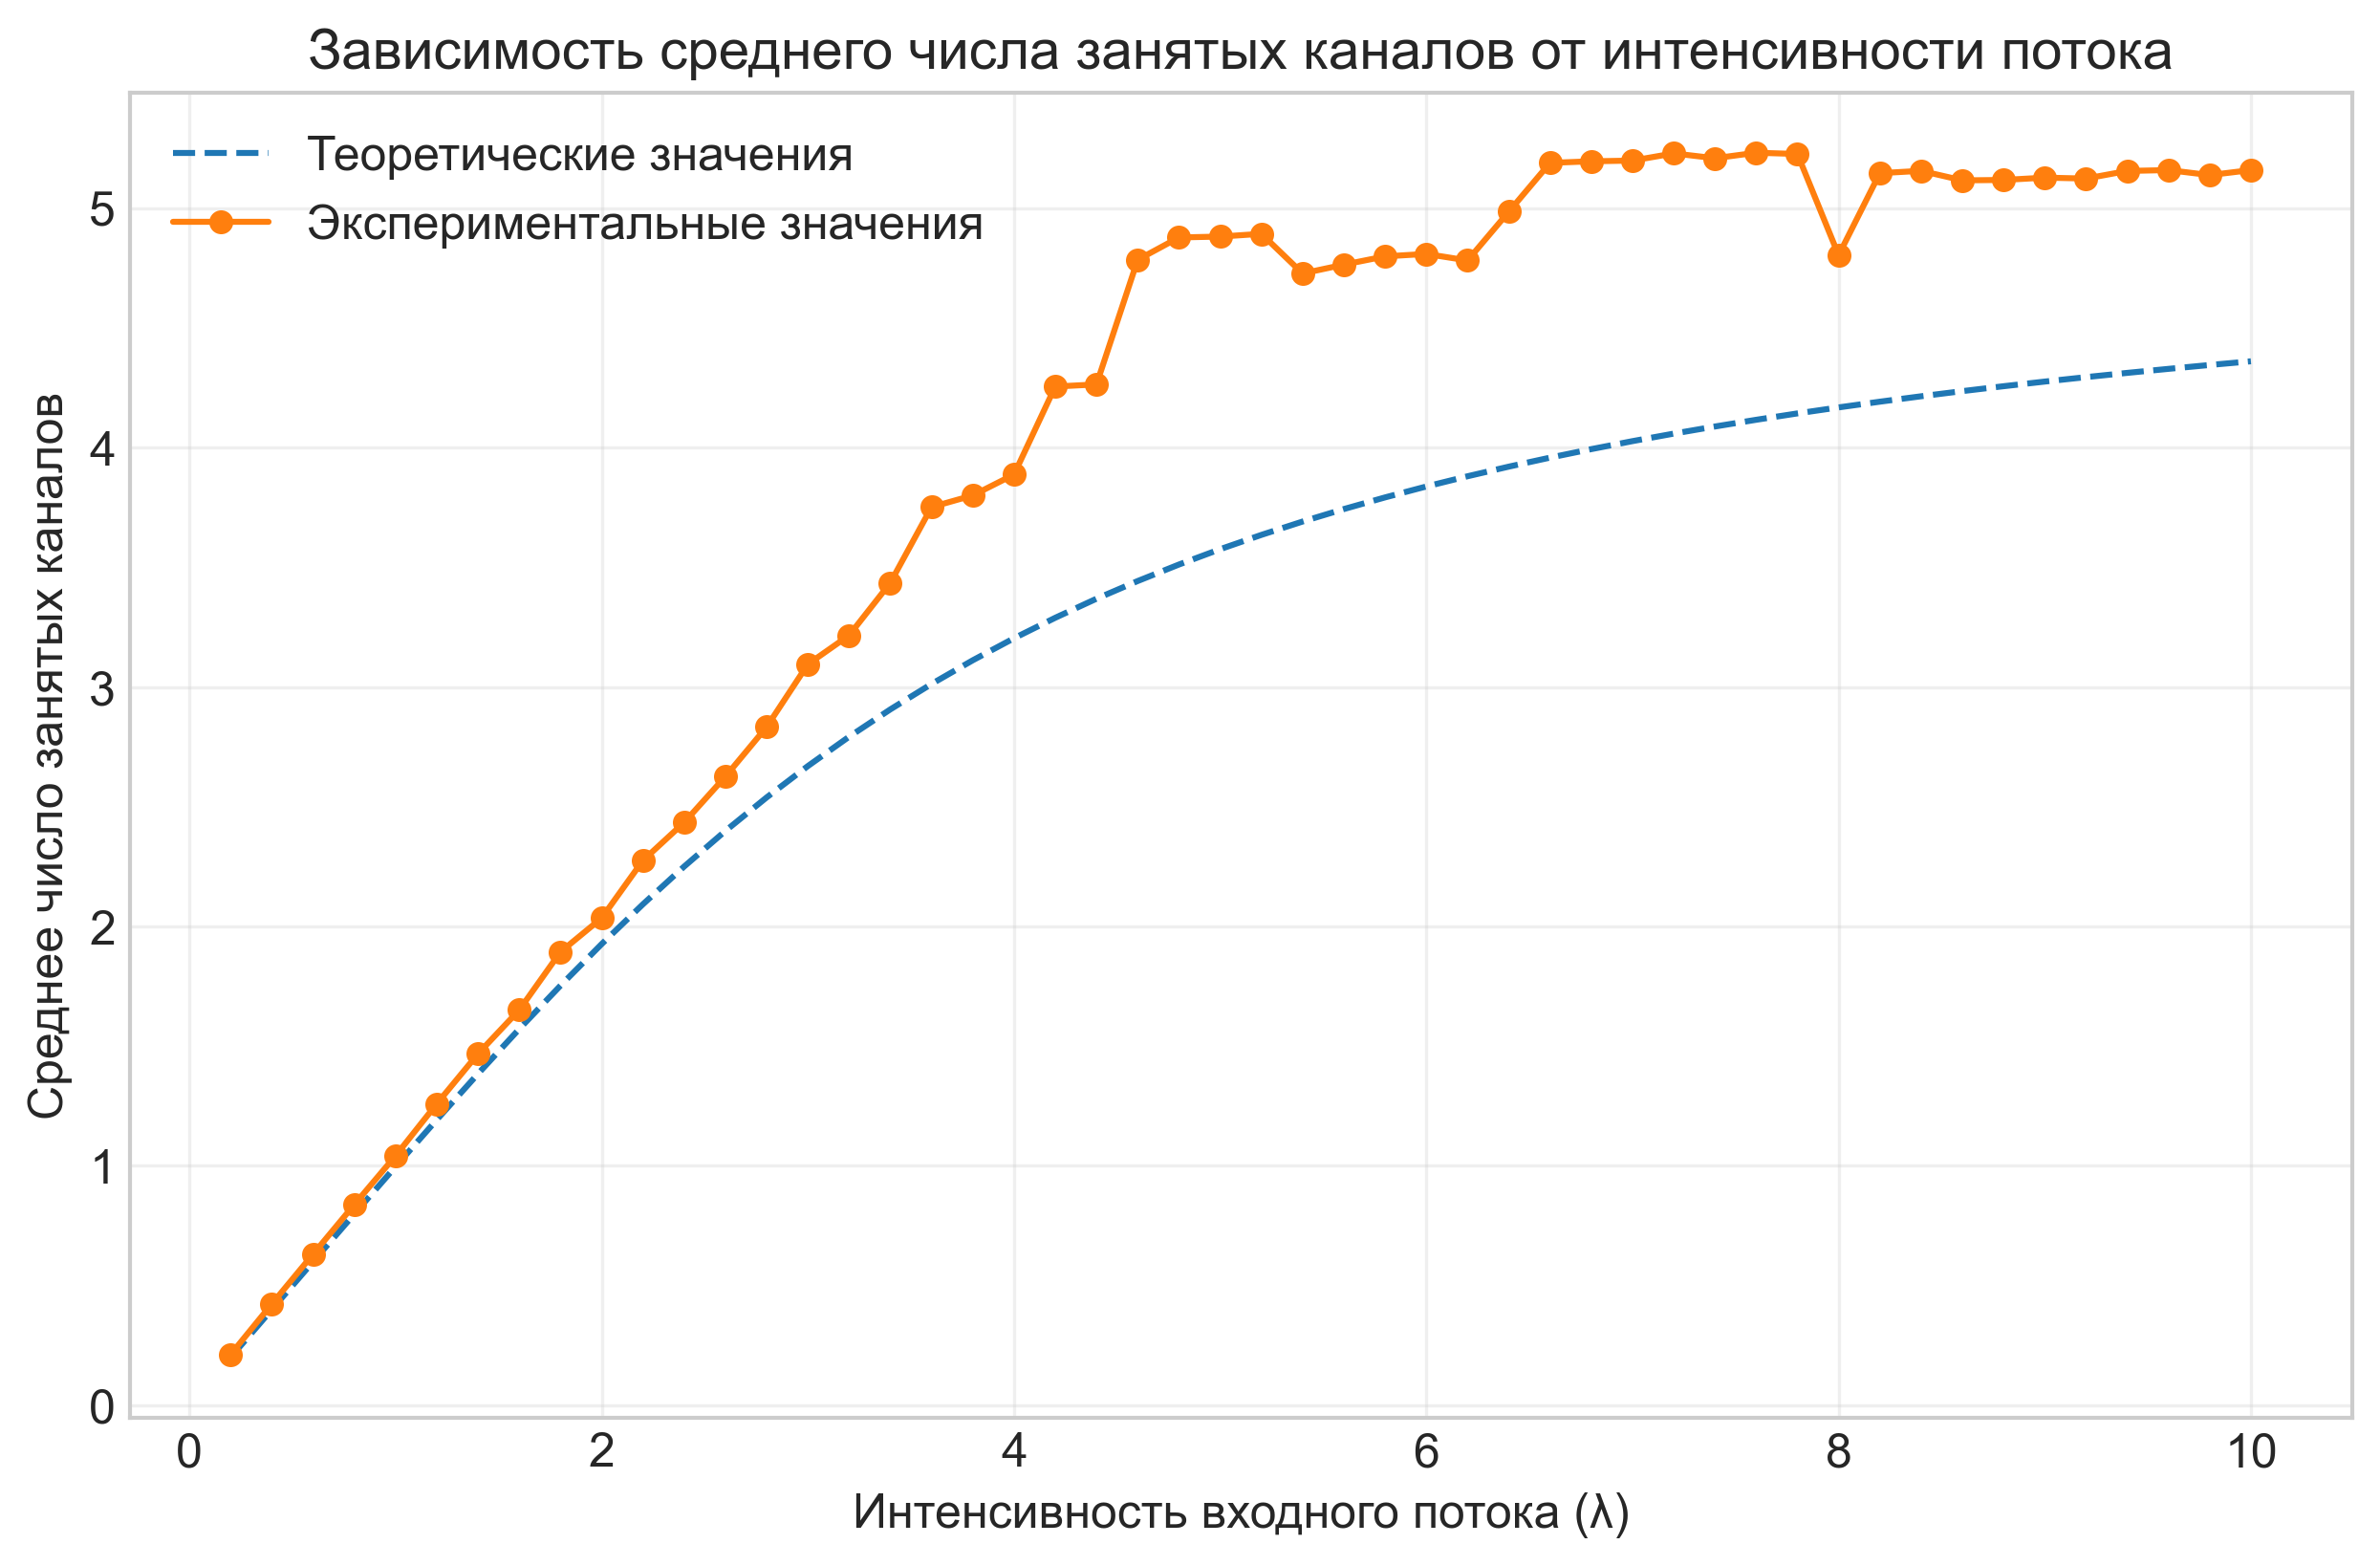 Зависимость среднего числа занятых каналов от интенсивности потока
Теоретические значения
Экспериментальные значения
Среднее число занятых каналов
5
4
3
2
1
0
0 2 4 6 8 10
Интенсивность входного потока (λ)